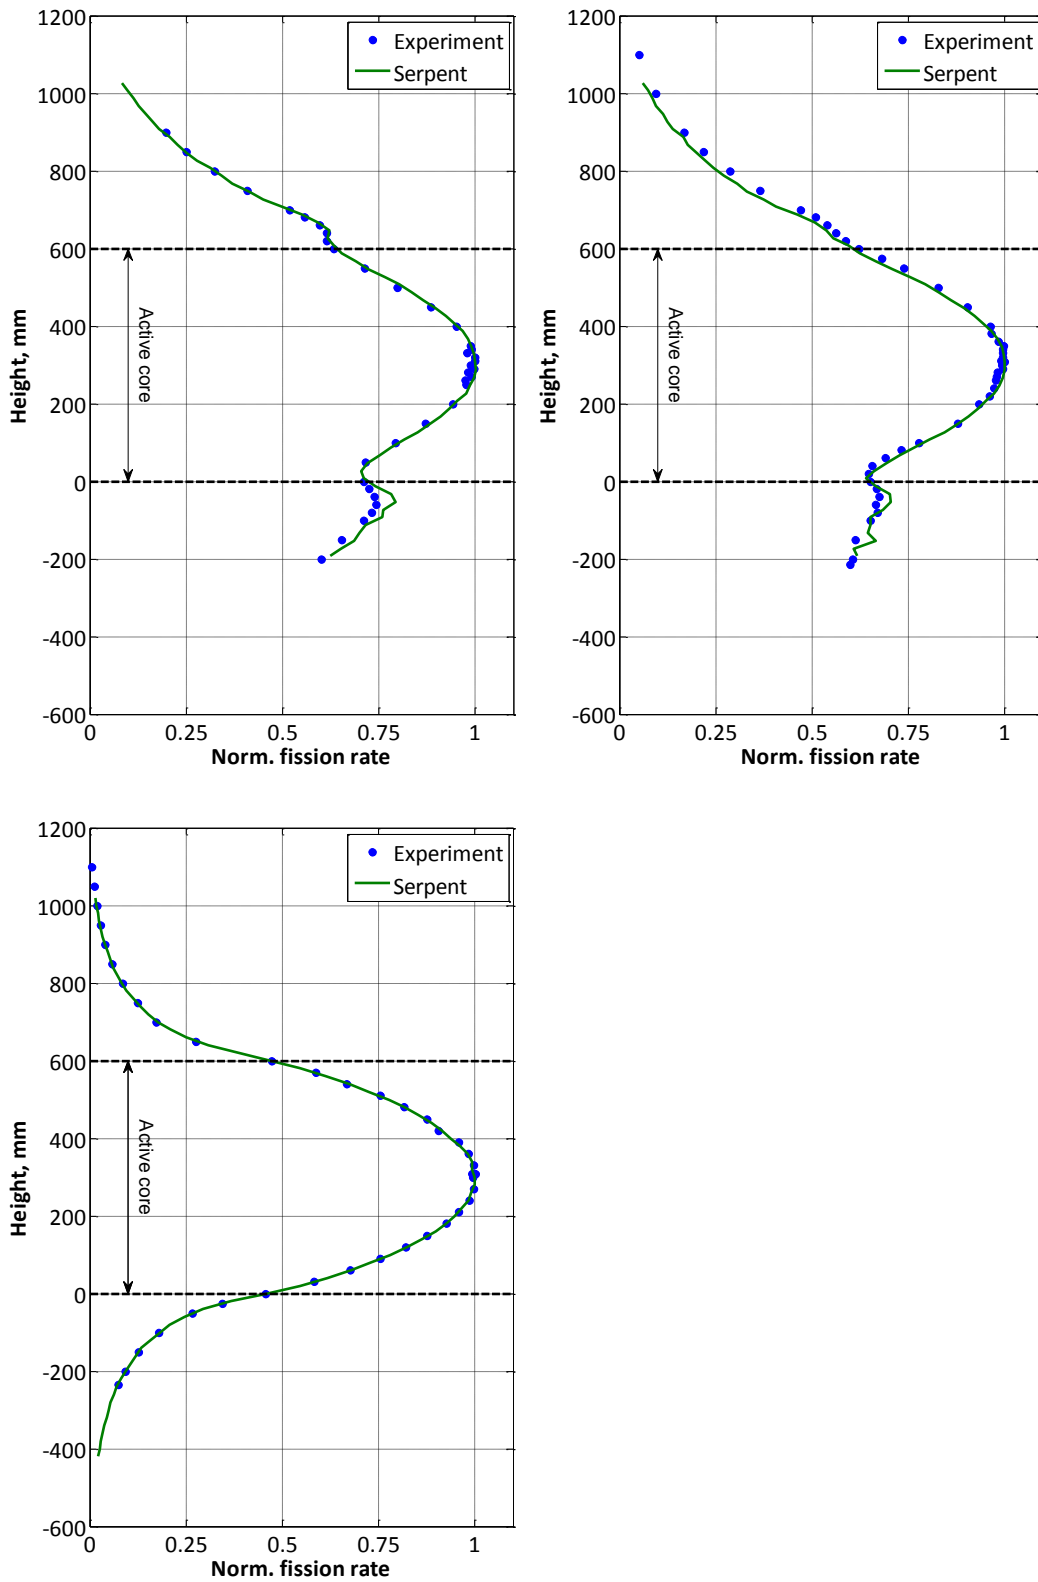 1200
1000
800
600
400
200
0
-200
-400
-600
0 0.25 0.5 0.75 1
Height, mm
Norm. fission rate
Experiment
Serpent
Active core
1200
1000
800
600
400
200
0
-200
-400
-600
0 0.25 0.5 0.75 1
Height, mm
Norm. fission rate
Experiment
Serpent
Active core
1200
1000
800
600
400
200
0
-200
-400
-600
0 0.25 0.5 0.75 1
Height, mm
Norm. fission rate
Experiment
Serpent
Active core